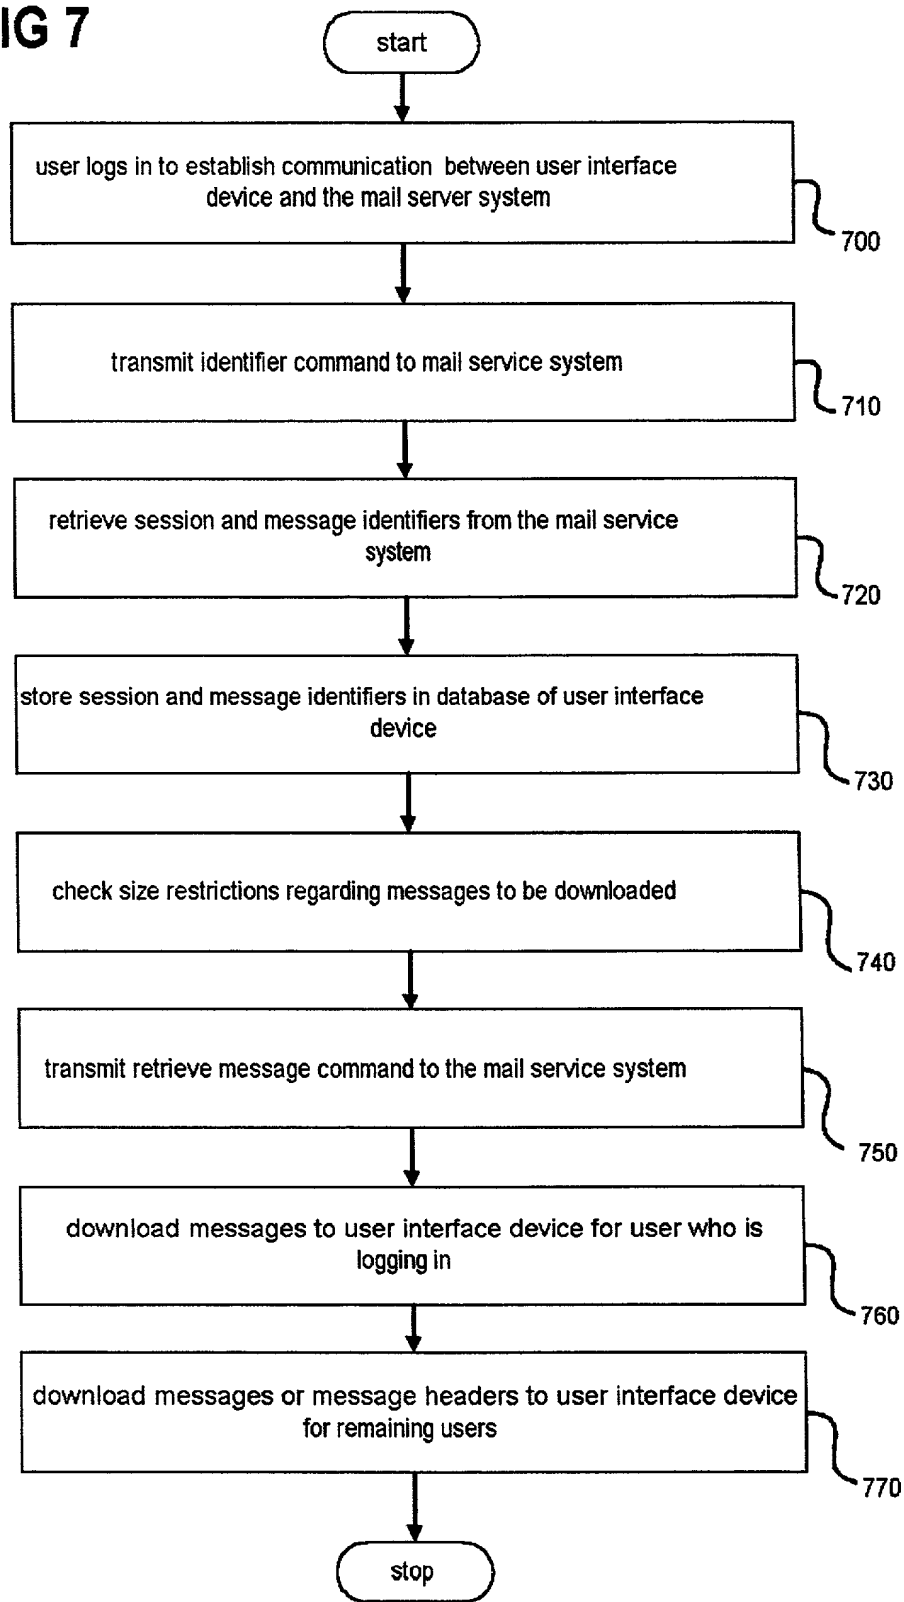 IG 7
start
user logs in to establish communication between user interface
device and the mail server system
700
transmit identifier command to mail service system
710
retrieve session and message identifiers from the mail service
system
720
store session and message identifiers in database of user interface
device
730
check size restrictions regarding messages to be downloaded
740
transmit retrieve message command to the mail service system
750
download messages to user interface device for user who is
logging in
760
download messages or message headers to user interface device
for remaining users
770
stop